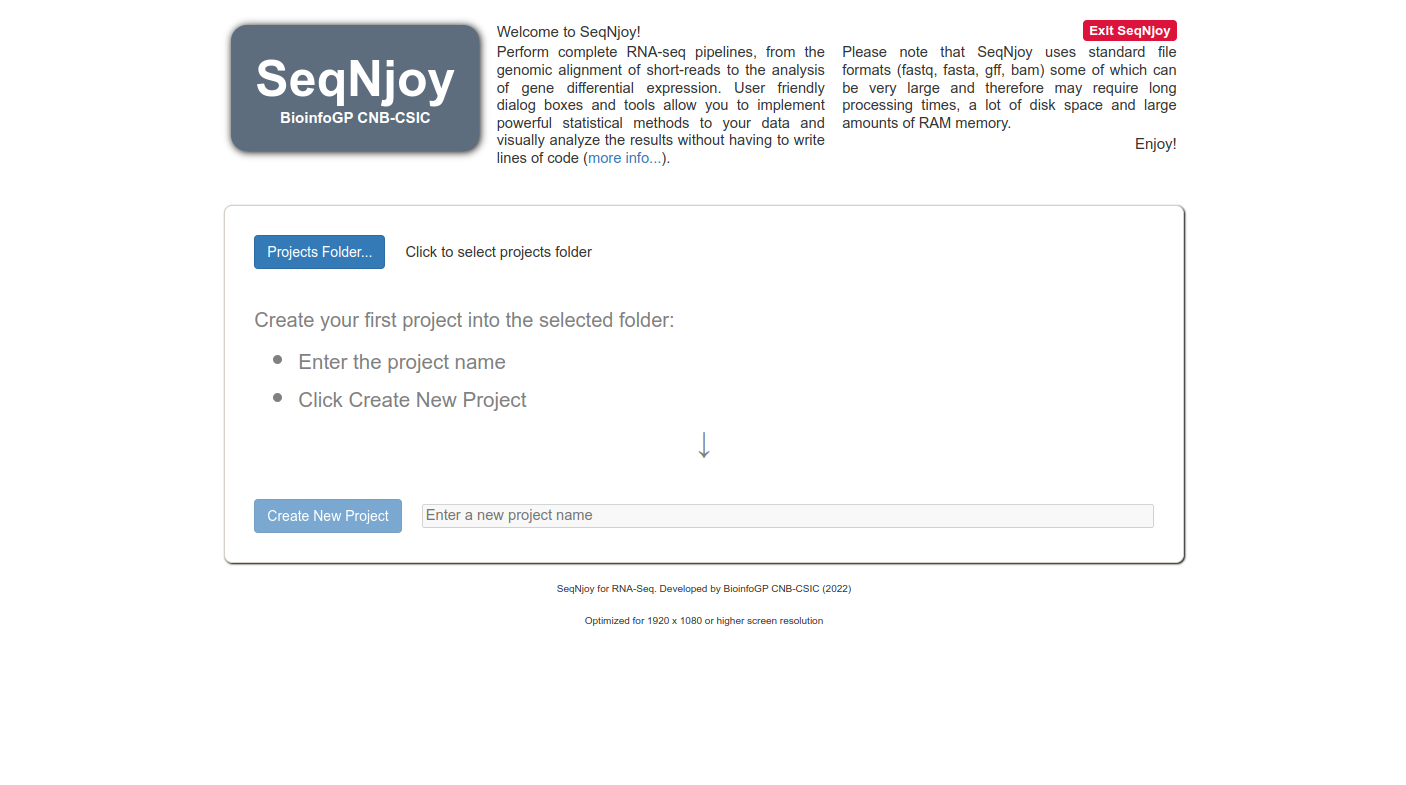 SeqNjoy
BioinfoGP CNB-CSIC
Welcome to SeqNjoy!
Perform complete RNA-seq pipelines, from the
genomic alignment of short-reads to the analysis
of gene differential expression. User friendly
dialog boxes and tools allow you to implement
powerful statistical methods to your data and
visually analyze the results without having to write
lines of code (more info...).
Exit SeqNjoy
Please note that SeqNjoy uses standard file
formats (fastq, fasta, gff, bam) some of which can
be very large and therefore may require long
processing times, a lot of disk space and large
amounts of RAM memory.
Enjoy!
Projects Folder... Click to select projects folder
Create your first project into the selected folder:
• Enter the project name
• Click Create New Project
↓
Create New Project Enter a new project name
SeqNjoy for RNA-Seq. Developed by BioinfoGP CNB-CSIC (2022)
Optimized for 1920 x 1080 or higher screen resolution